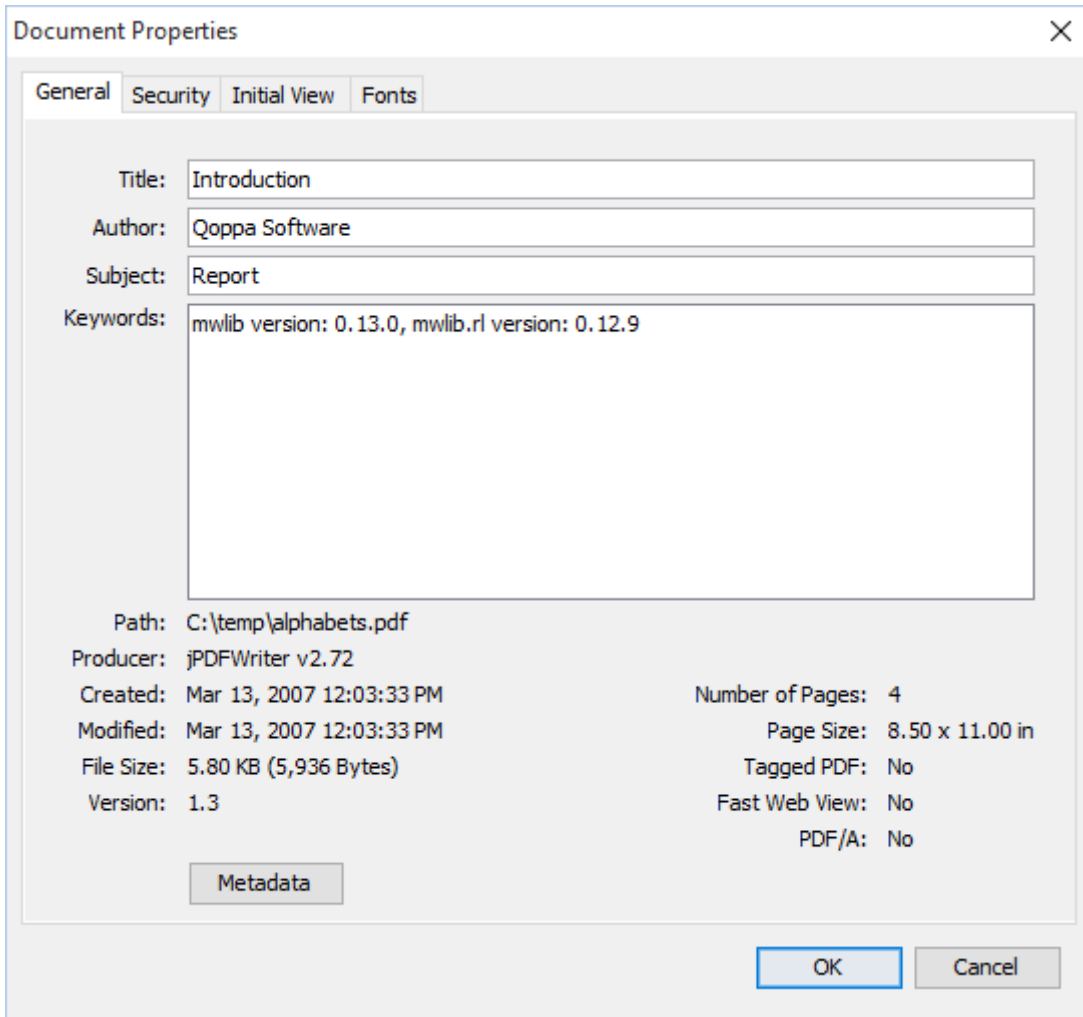 Document Properties
General Security Initial View Fonts
Title: Introduction
Author: Qoppa Software
Subject: Report
Keywords: mwlib version: 0.13.0, mwlib.rl version: 0.12.9
Path: C:\temp\alphabets.pdf
Producer: jPDFWriter v2.72
Created: Mar 13, 2007 12:03:33 PM Number of Pages: 4
Modified: Mar 13, 2007 12:03:33 PM Page Size: 8.50 x 11.00 in
File Size: 5.80 KB (5,936 Bytes) Tagged PDF: No
Version: 1.3 Fast Web View: No
PDF/A: No
Metadata
OK Cancel